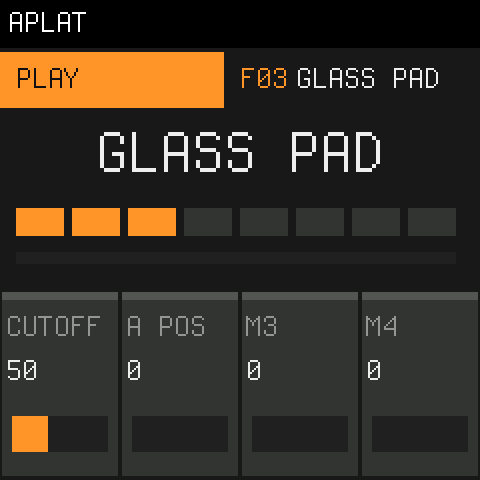 APLAT
PLAY F03 GLASS PAD
GLASS PAD
CUTOFF A POS M3 M4
50 0 0 0